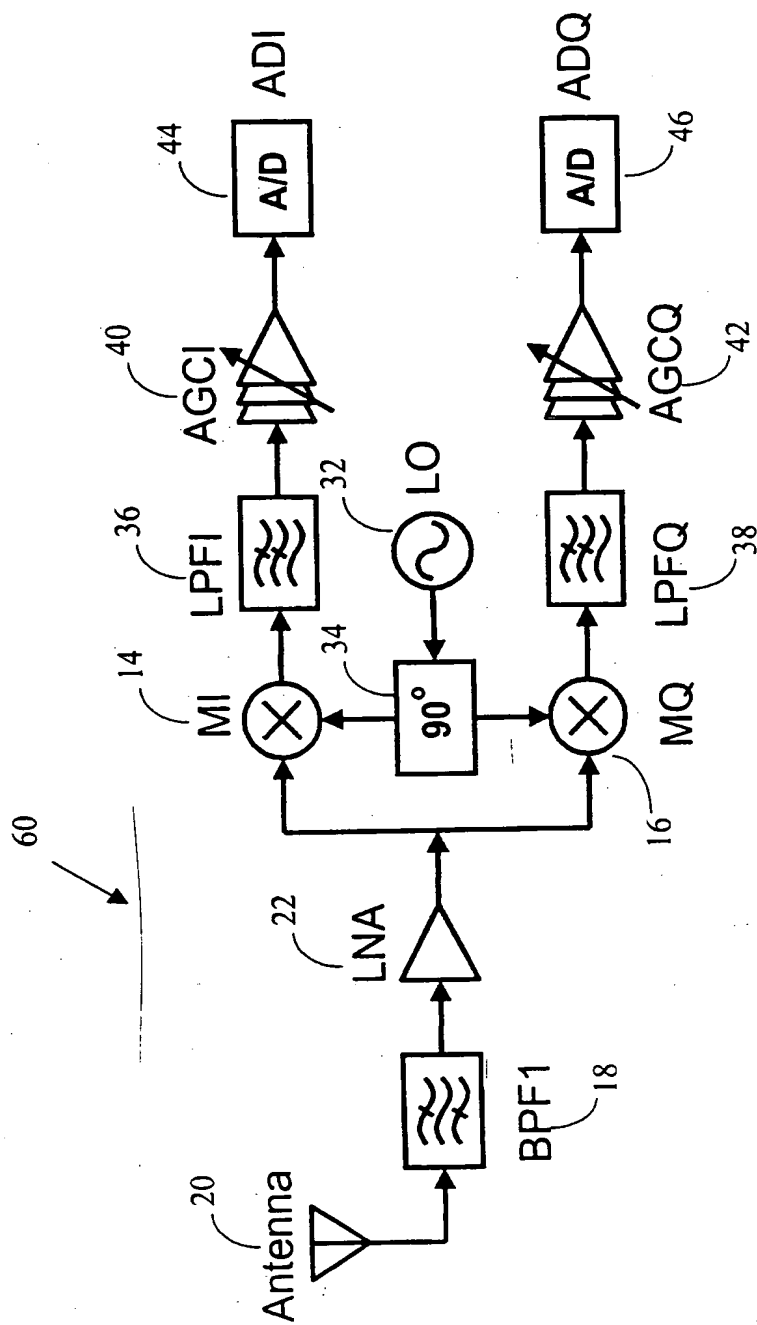 60
Antenna
20
BPF1
18
LNA
22
MI
14
MQ
16
90°
34
LO
32
LPFI
36
LPFQ
38
AGCI
40
AGCQ
42
A/D
44
ADI
A/D
46
ADQ